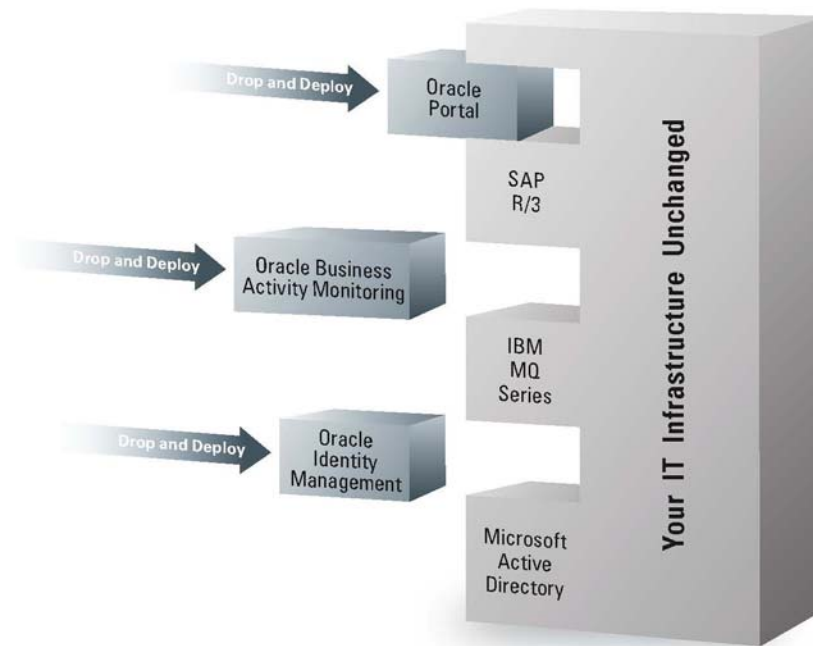 Drop and Deploy
Oracle
Portal
SAP
R/3
Drop and Deploy
Oracle Business
Activity Monitoring
IBM
MQ
Series
Drop and Deploy
Oracle
Identity
Management
Microsoft
Active
Directory
Your IT Infrastructure Unchanged